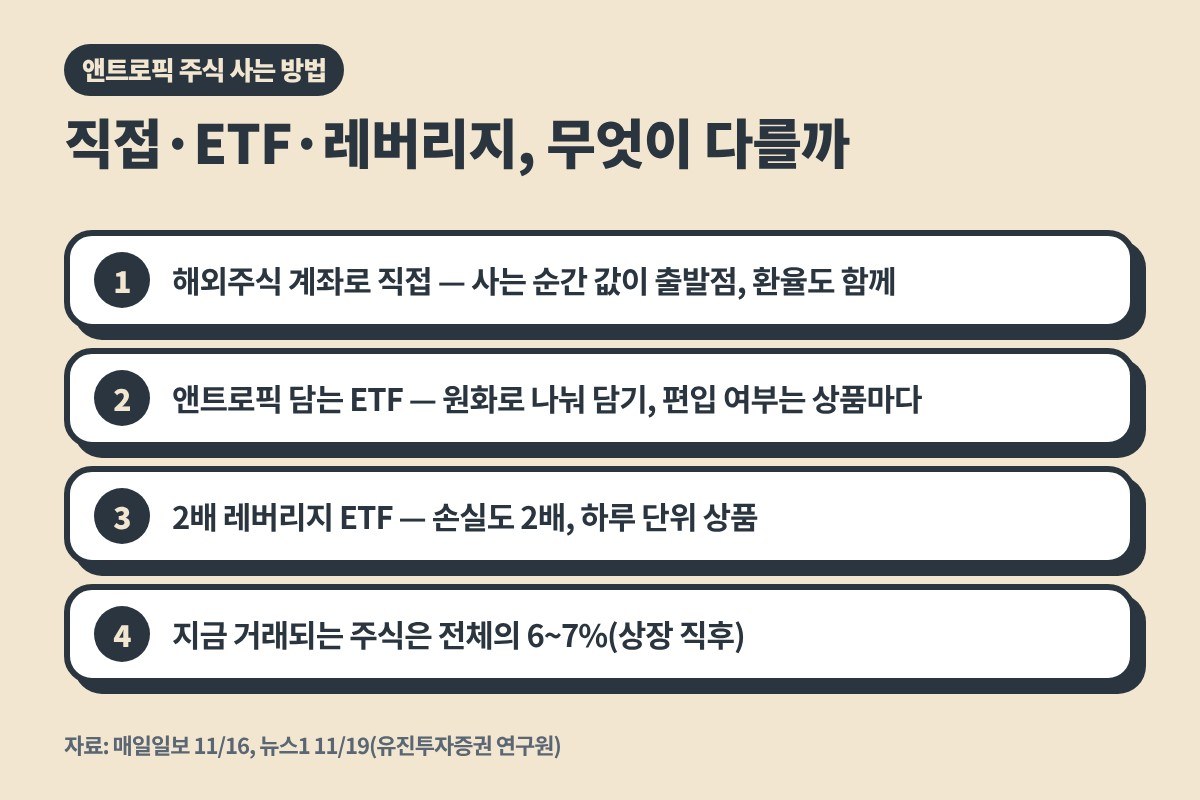 앤트로픽 주식 사는 방법
직접·ETF·레버리지, 무엇이 다를까
1 해외주식 계좌로 직접 — 사는 순간 값이 출발점, 환율도 함께
2 앤트로픽 담는 ETF — 원화로 나눠 담기, 편입 여부는 상품마다
3 2배 레버리지 ETF — 손실도 2배, 하루 단위 상품
4 지금 거래되는 주식은 전체의 6~7%(상장 직후)
자료: 매일일보 11/16, 뉴스1 11/19(유진투자증권 연구원)